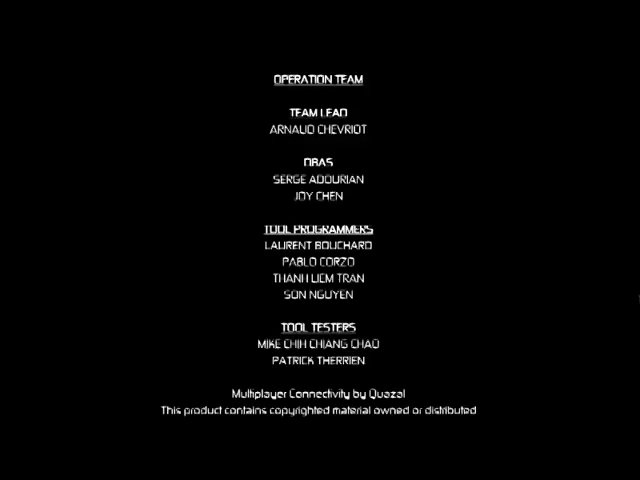 OPERATION TEAM
TEAM LEAD
ARNAUD CHEVRIOT
DBAS
SERGE ADOURIAN
JOY CHEN
TOOL PROGRAMMERS
LAURENT BOUCHARD
PABLO CORZO
THANH LIEM TRAN
SON NGUYEN
TOOL TESTERS
MIKE CHIH CHIANG CHAO
PATRICK THERRIEN
Multiplayer Connectivity by Quazal
This product contains copyrighted material owned or distributed